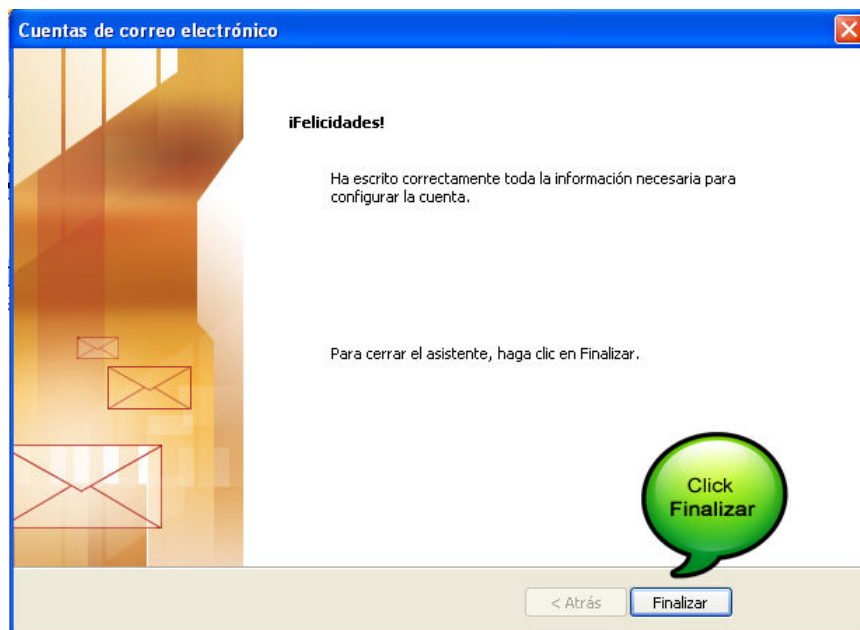 Cuentas de correo electrónico
¡Felicidades!
Ha escrito correctamente toda la información necesaria para
configurar la cuenta.
Para cerrar el asistente, haga clic en Finalizar.
Click
Finalizar
< Atrás
Finalizar